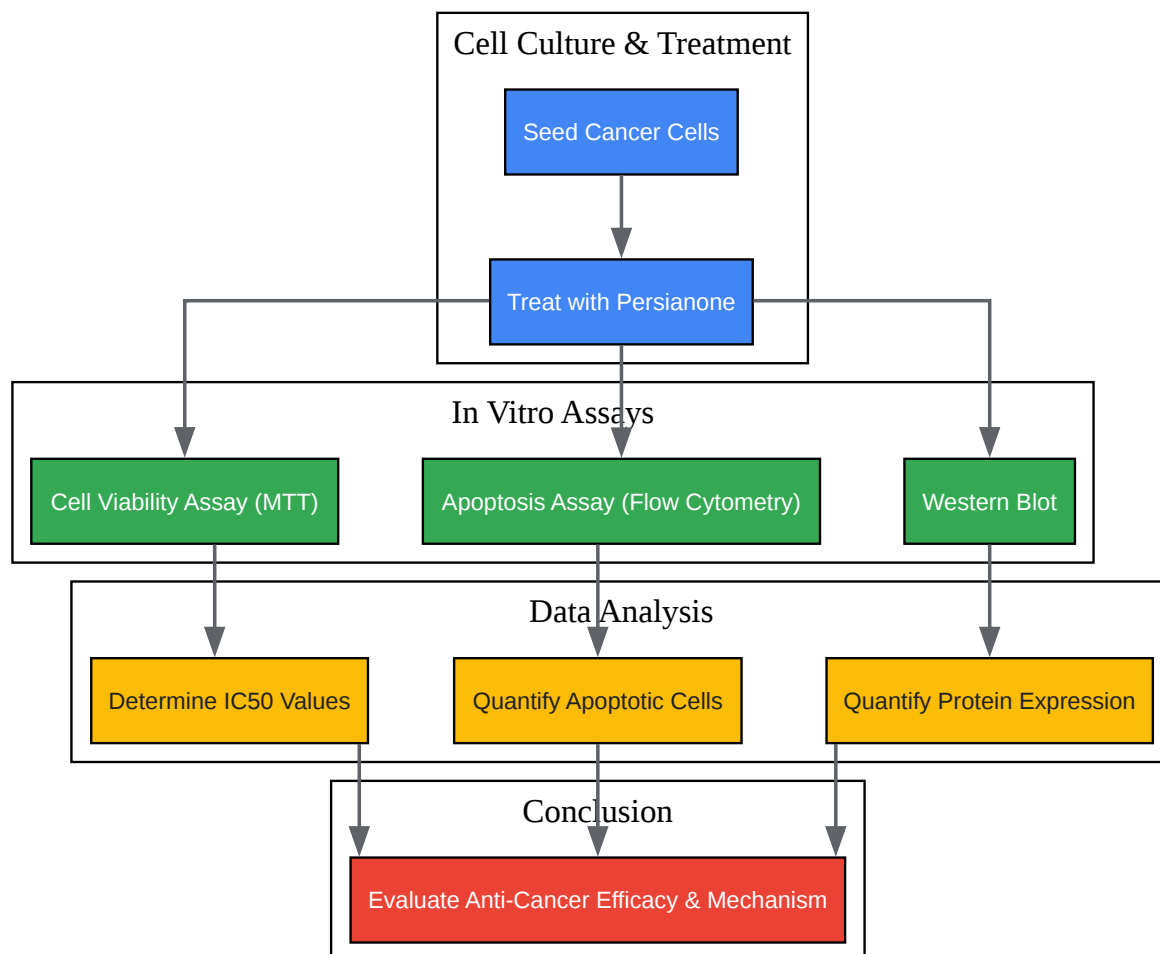 Cell Culture & Treatment
Seed Cancer Cells
Treat with Persianone
In Vitro Assays
Cell Viability Assay (MTT)
Apoptosis Assay (Flow Cytometry)
Western Blot
Data Analysis
Determine IC50 Values
Quantify Apoptotic Cells
Quantify Protein Expression
Conclusion
Evaluate Anti-Cancer Efficacy & Mechanism